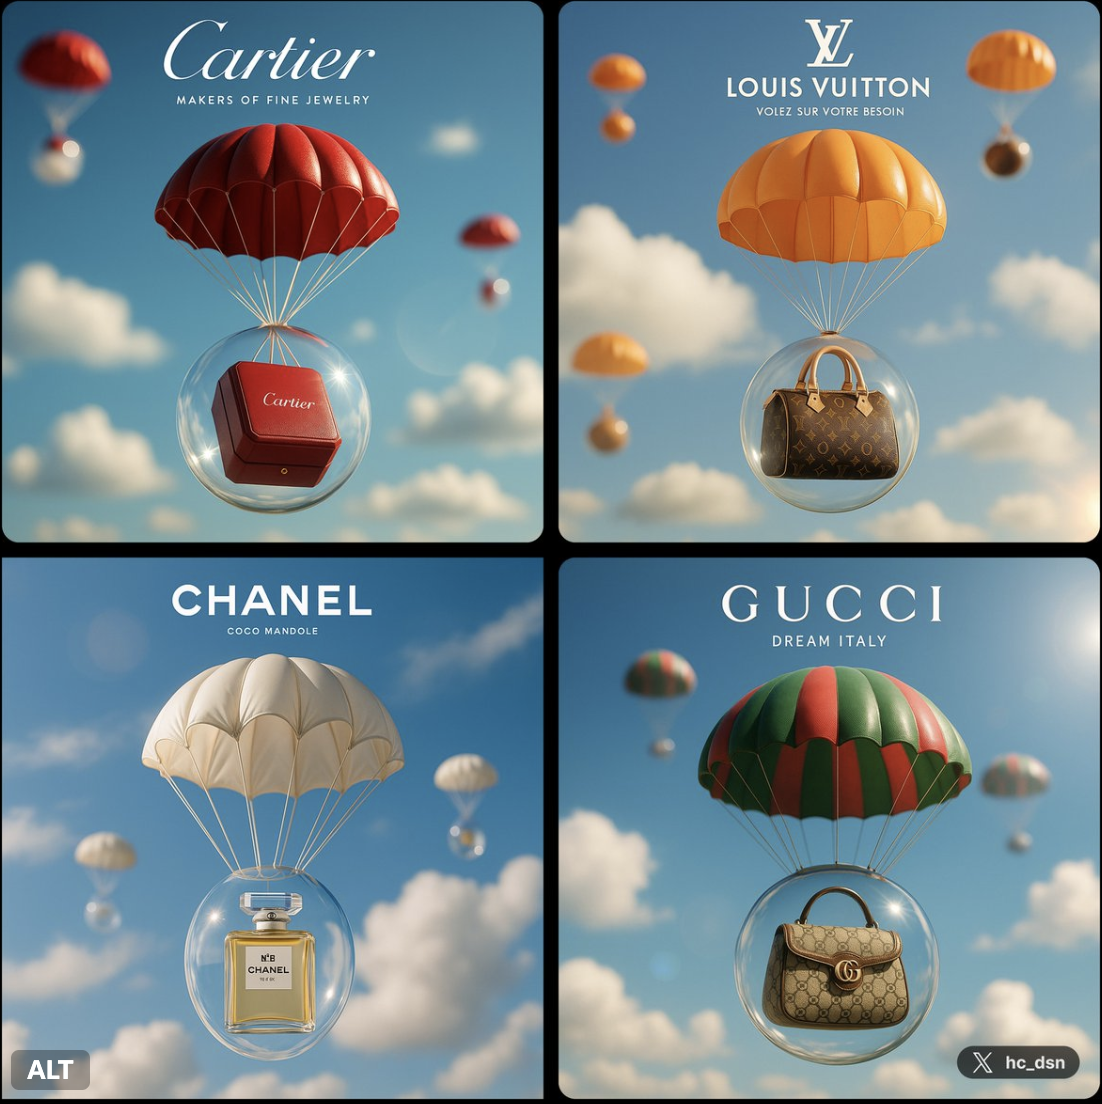 Cartier
MAKERS OF FINE JEWELRY
Cartier
LV
LOUIS VUITTON
VOLEZ SUR VOTRE BESOIN
CHANEL
COCO MANDOLE
CHANEL
ALT
GUCCI
DREAM ITALY
GG
X hc_dsn